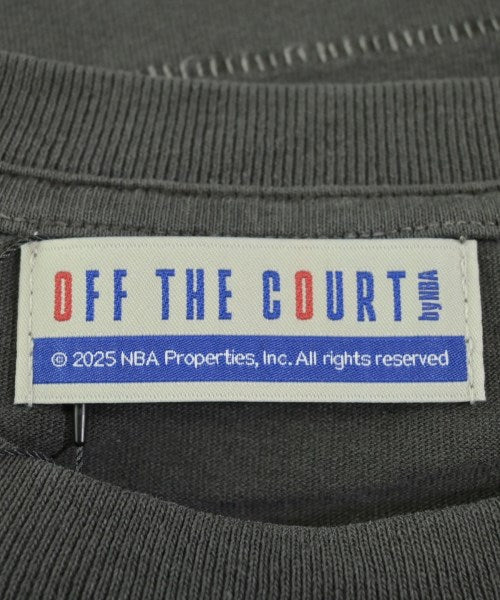 OFF THE COURT by NBA
© 2025 NBA Properties, Inc. All rights reserved